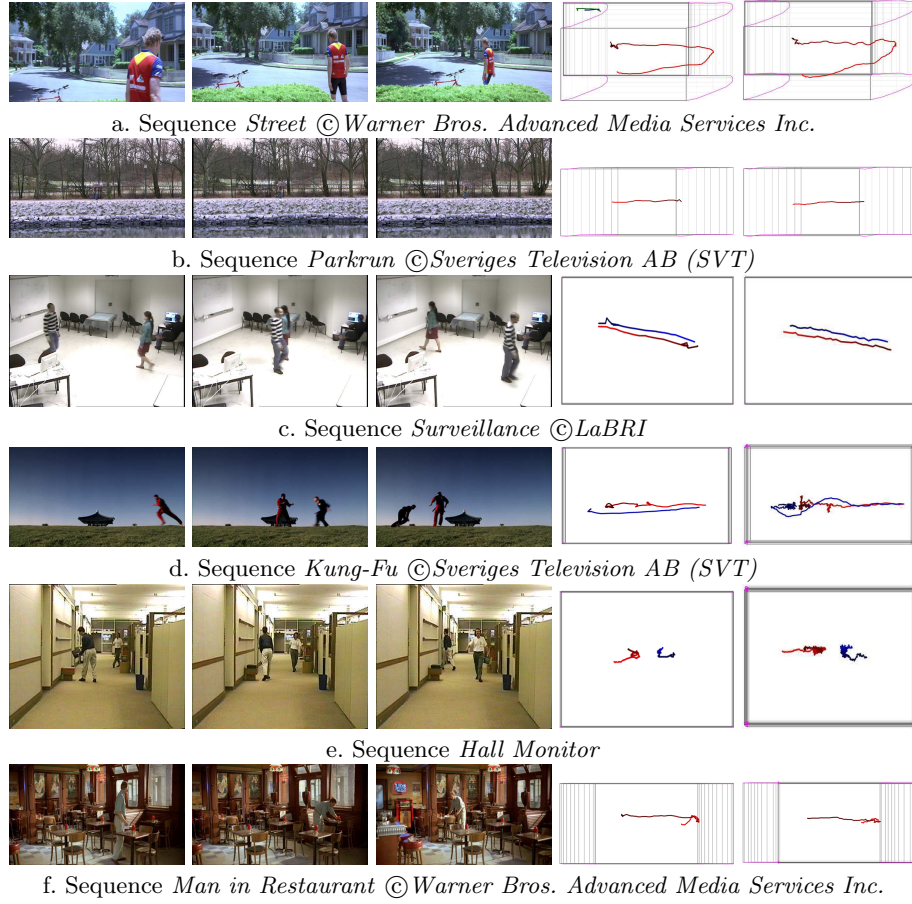 a. Sequence Street ©Warner Bros. Advanced Media Services Inc.
b. Sequence Parkrun ©Sveriges Television AB (SVT)
c. Sequence Surveillance ©LaBRI
d. Sequence Kung-Fu ©Sveriges Television AB (SVT)
e. Sequence Hall Monitor
f. Sequence Man in Restaurant ©Warner Bros. Advanced Media Services Inc.